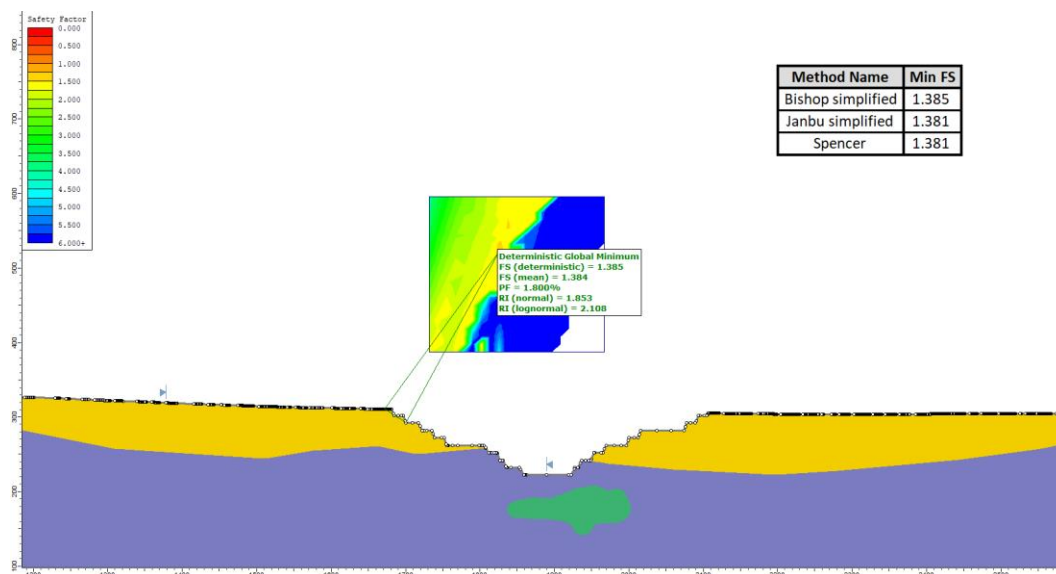 Safety Factor
0.000
0.500
1.000
1.500
2.000
2.500
3.000
3.500
4.000
4.500
5.000
5.500
6.000+
Method Name Min FS
Bishop simplified 1.385
Janbu simplified 1.381
Spencer 1.381
Deterministic Global Minimum
FS (deterministic) = 1.385
FS (mean) = 1.384
PF = 1.800%
RI (normal) = 1.853
RI (lognormal) = 2.108
800
700
600
500
400
300
200
100